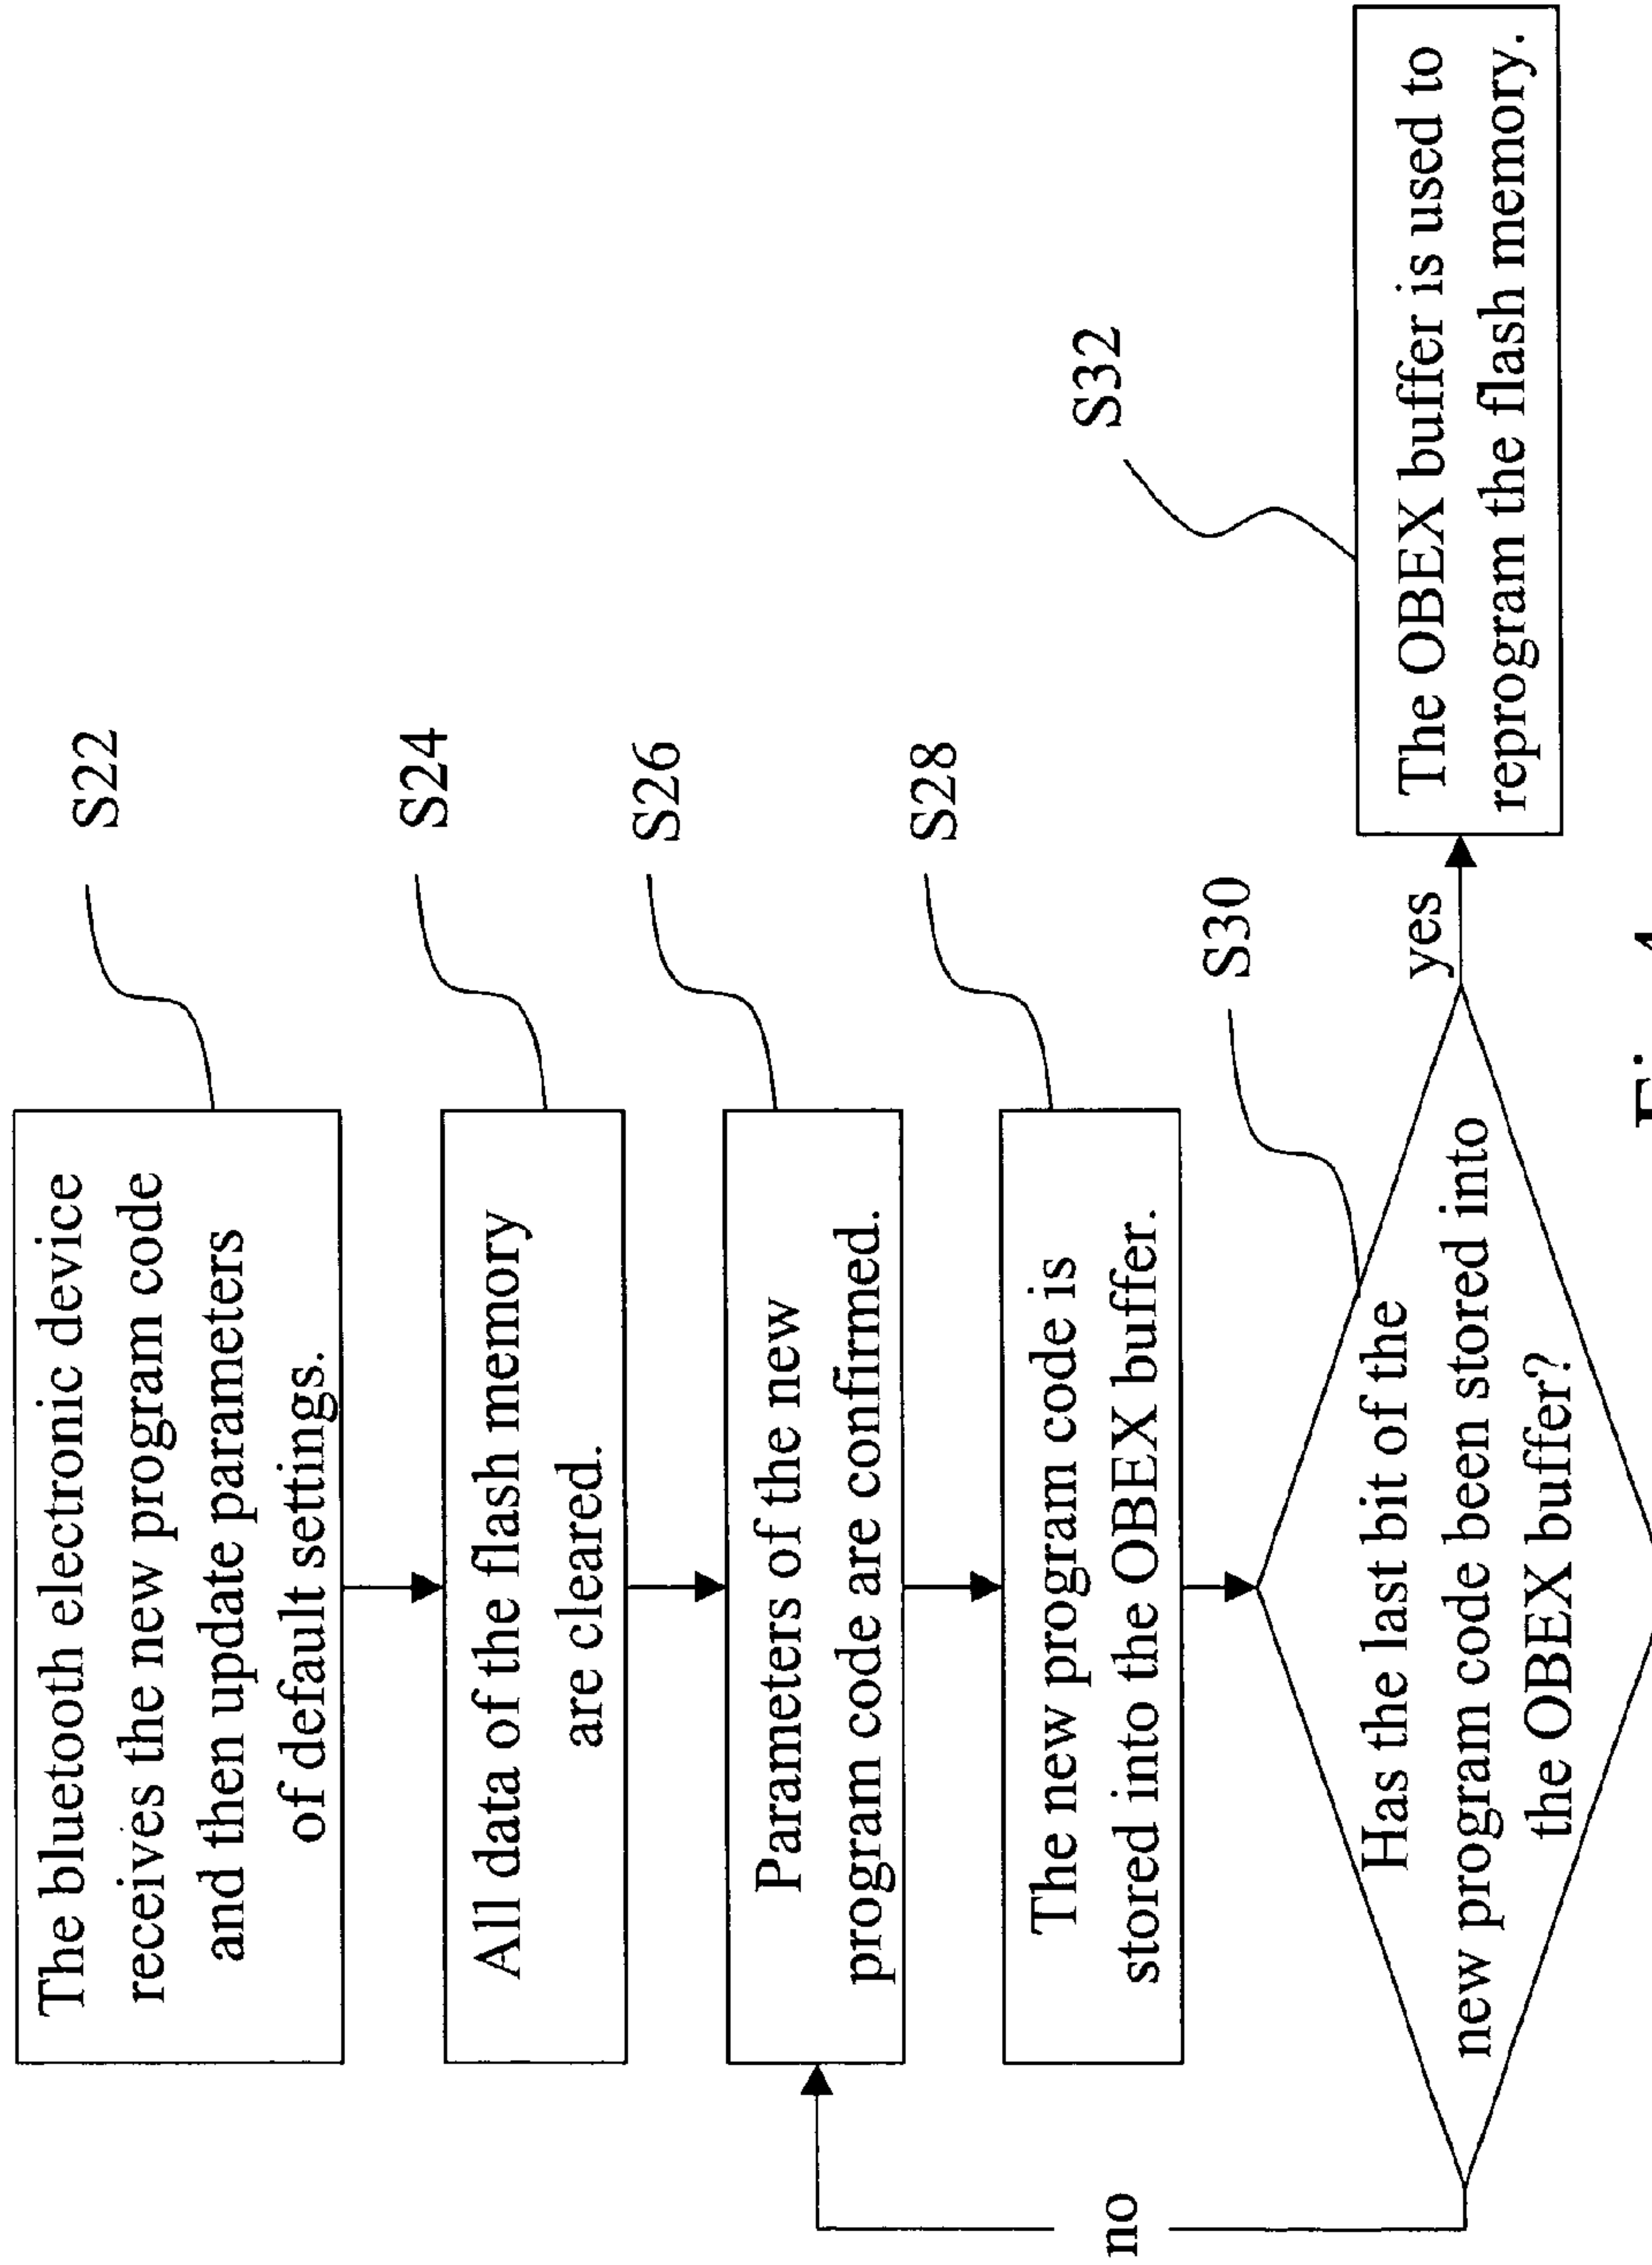 The bluetooth electronic device
receives the new program code
and then update parameters
of default settings.
S22
All data of the flash memory
are cleared.
S24
Parameters of the new
program code are confirmed.
S26
The new program code is
stored into the OBEX buffer.
S28
Has the last bit of the
new program code been stored into
the OBEX buffer?
S30
no
yes
The OBEX buffer is used to
reprogram the flash memory.
S32